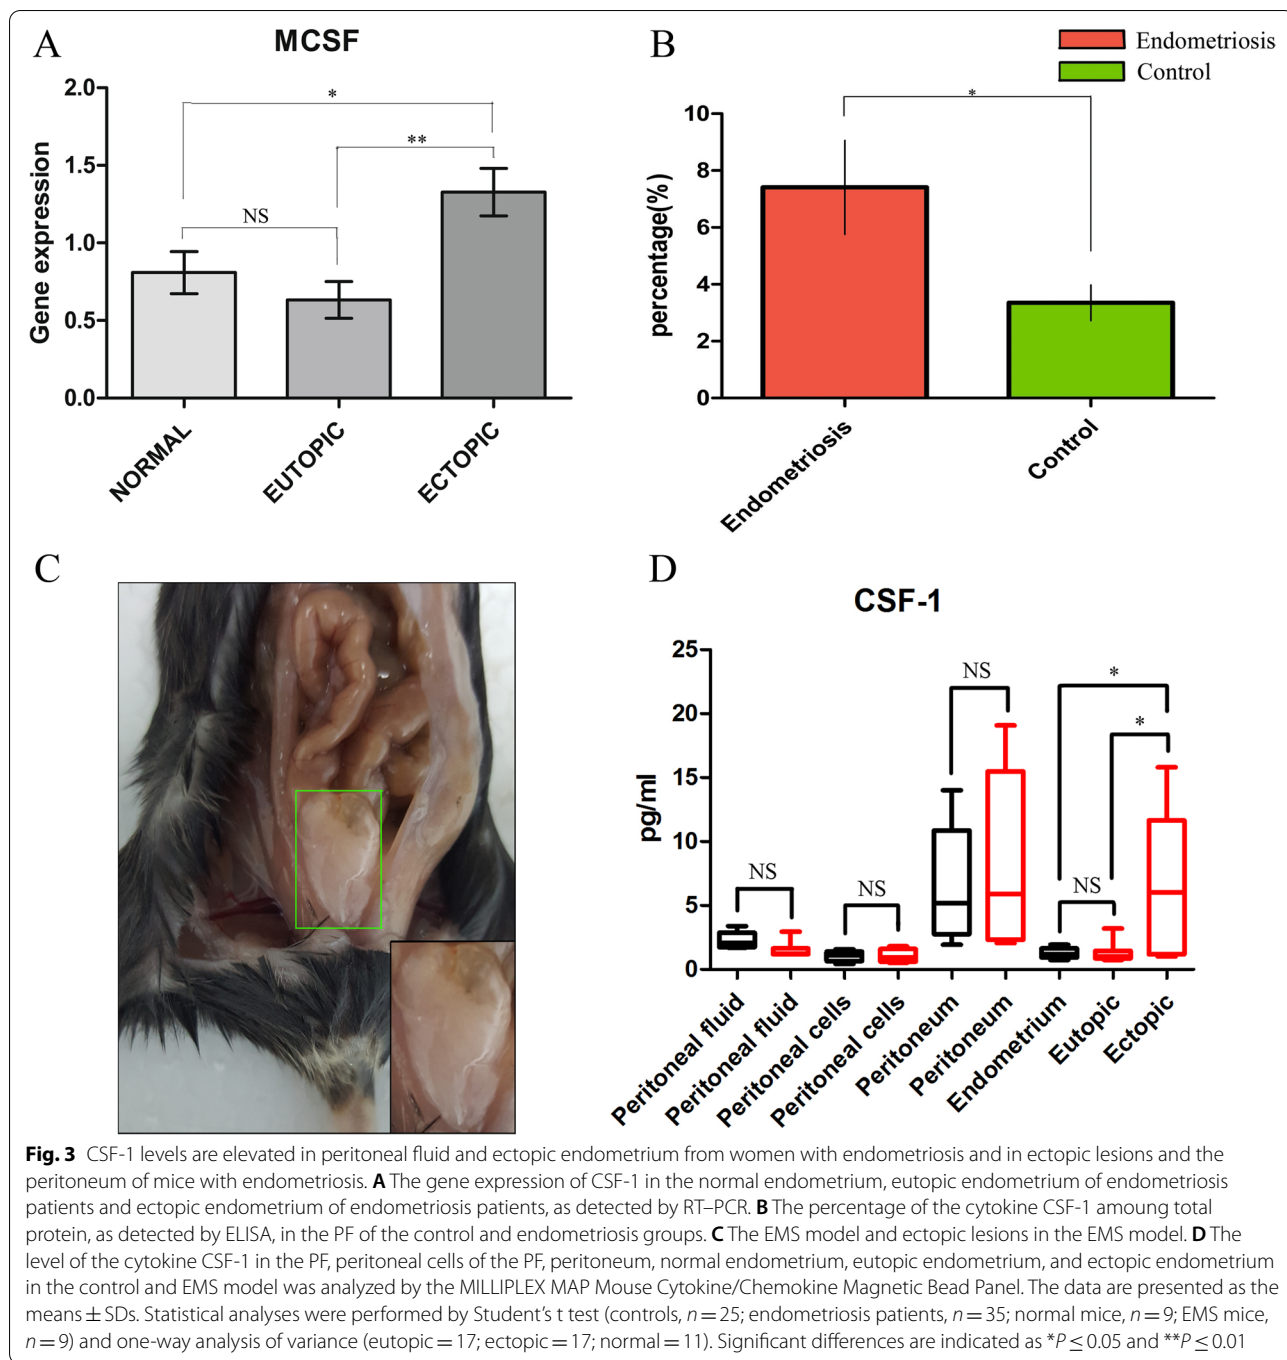 A
MCSF
Gene expression
2.0
1.5
1.0
0.5
0.0
*
**
NS
NORMAL
EUTOPIC
ECTOPIC
B
Endometriosis
Control
percentage(%)
10
8
6
4
2
0
*
Endometriosis
Control
C
D
CSF-1
pg/ml
25
20
15
10
5
0
NS
NS
NS
NS
*
*
Peritoneal fluid
Peritoneal fluid
Peritoneal cells
Peritoneal cells
Peritoneum
Peritoneum
Endometrium
Eutopic
Ectopic
Fig. 3 CSF-1 levels are elevated in peritoneal fluid and ectopic endometrium from women with endometriosis and in ectopic lesions and the
peritoneum of mice with endometriosis. A The gene expression of CSF-1 in the normal endometrium, eutopic endometrium of endometriosis
patients and ectopic endometrium of endometriosis patients, as detected by RT–PCR. B The percentage of the cytokine CSF-1 amoung total
protein, as detected by ELISA, in the PF of the control and endometriosis groups. C The EMS model and ectopic lesions in the EMS model. D The
level of the cytokine CSF-1 in the PF, peritoneal cells of the PF, peritoneum, normal endometrium, eutopic endometrium, and ectopic endometrium
in the control and EMS model was analyzed by the MILLIPLEX MAP Mouse Cytokine/Chemokine Magnetic Bead Panel. The data are presented as the
means ± SDs. Statistical analyses were performed by Student's t test (controls, n = 25; endometriosis patients, n = 35; normal mice, n = 9; EMS mice,
n = 9) and one-way analysis of variance (eutopic = 17; ectopic = 17; normal = 11). Significant differences are indicated as *P ≤ 0.05 and **P ≤ 0.01